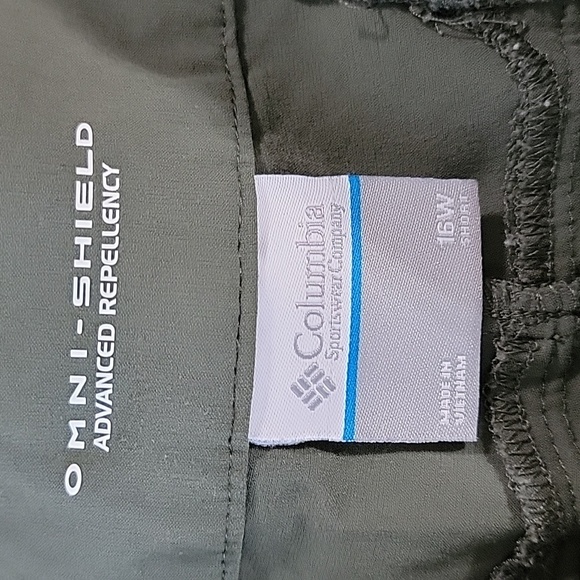 OMNI-SHIELD
ADVANCED REPELLENCY
Columbia
Sportswear Company
MADE IN
VIETNAM
16W
SHORT